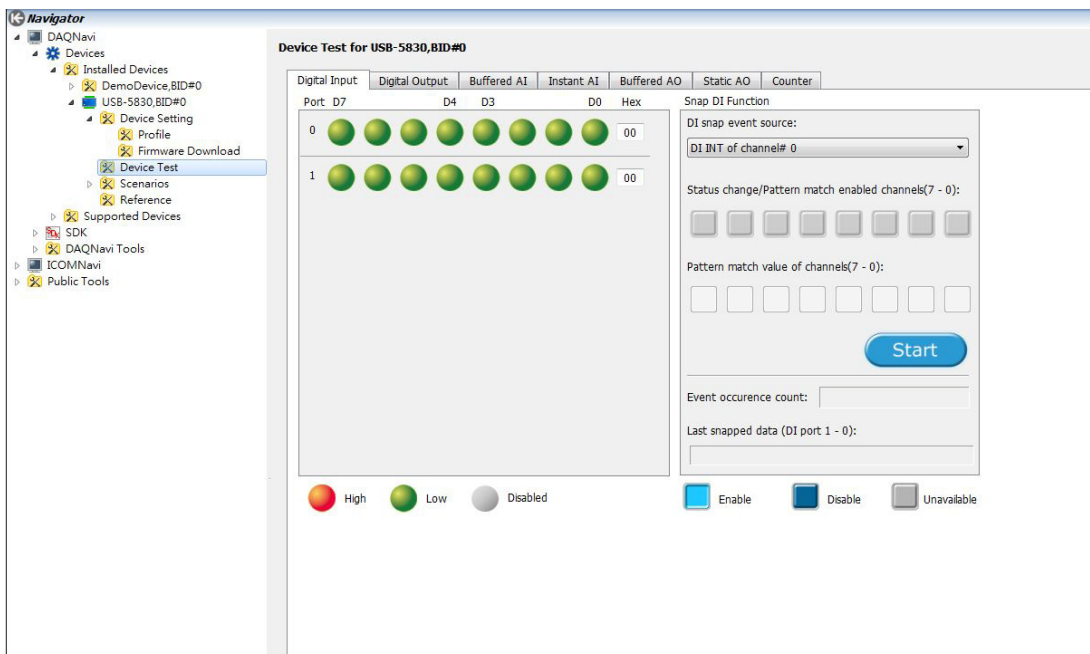 Navigator
DAQNavi
Devices
Installed Devices
DemoDevice,BID#0
USB-5830,BID#0
Device Setting
Profile
Firmware Download
Device Test
Scenarios
Reference
Supported Devices
SDK
DAQNavi Tools
ICOMNavi
Public Tools
Device Test for USB-5830,BID#0
Digital Input Digital Output Buffered AI Instant AI Buffered AO Static AO Counter
Port D7 D4 D3 D0 Hex
0 00
1 00
High Low Disabled
Snap DI Function
DI snap event source:
DI INT of channel# 0
Status change/Pattern match enabled channels(7 - 0):
Pattern match value of channels(7 - 0):
Start
Event occurence count:
Last snapped data (DI port 1 - 0):
Enable Disable Unavailable